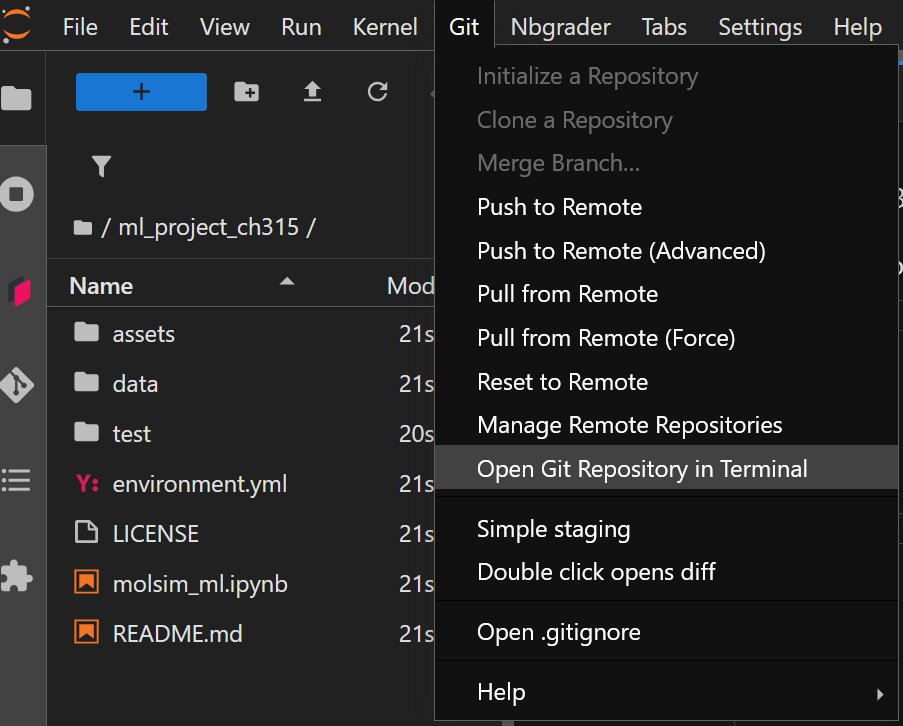 File Edit View Run Kernel Git Nbgrader Tabs Settings Help
+
/ ml_project_ch315 /
Name Mod
assets 21s
data 21s
test 20s
Y: environment.yml 21s
LICENSE 21s
molsim_ml.ipynb 21s
README.md 21s
Initialize a Repository
Clone a Repository
Merge Branch...
Push to Remote
Push to Remote (Advanced)
Pull from Remote
Pull from Remote (Force)
Reset to Remote
Manage Remote Repositories
Open Git Repository in Terminal
Simple staging
Double click opens diff
Open .gitignore
Help